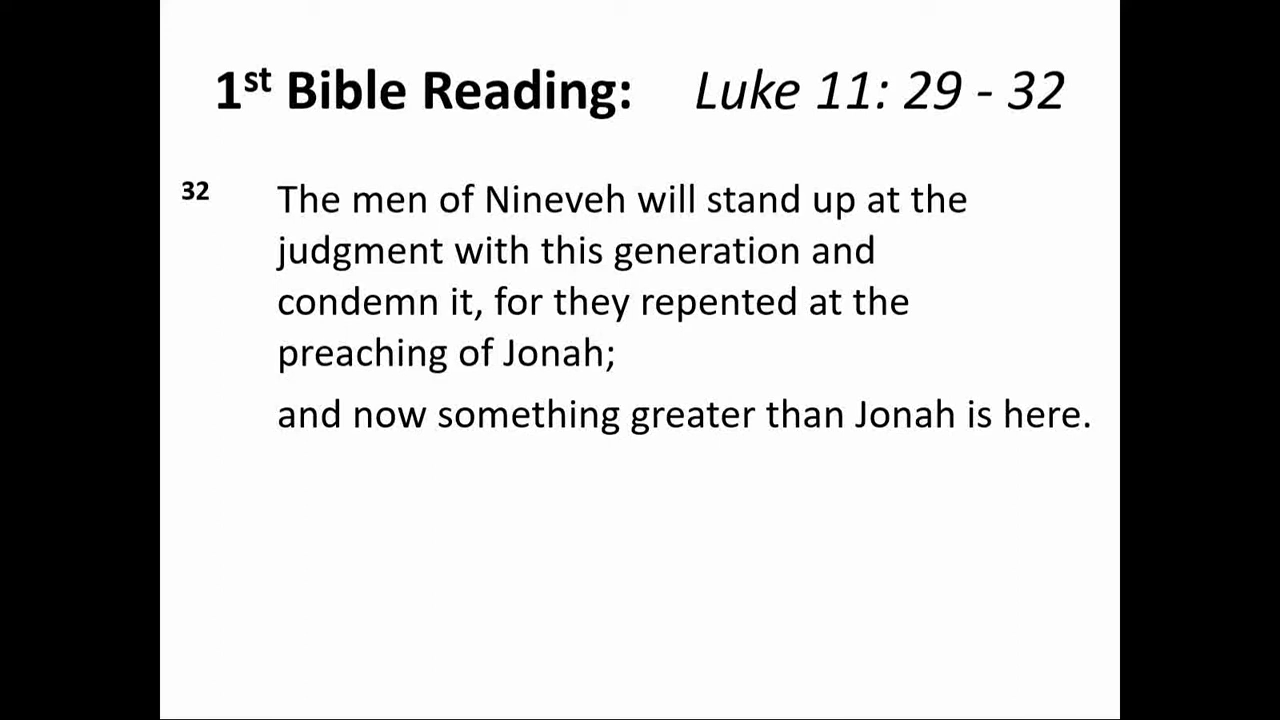 1st Bible Reading: Luke 11: 29 - 32
32 The men of Nineveh will stand up at the
judgment with this generation and
condemn it, for they repented at the
preaching of Jonah;
and now something greater than Jonah is here.